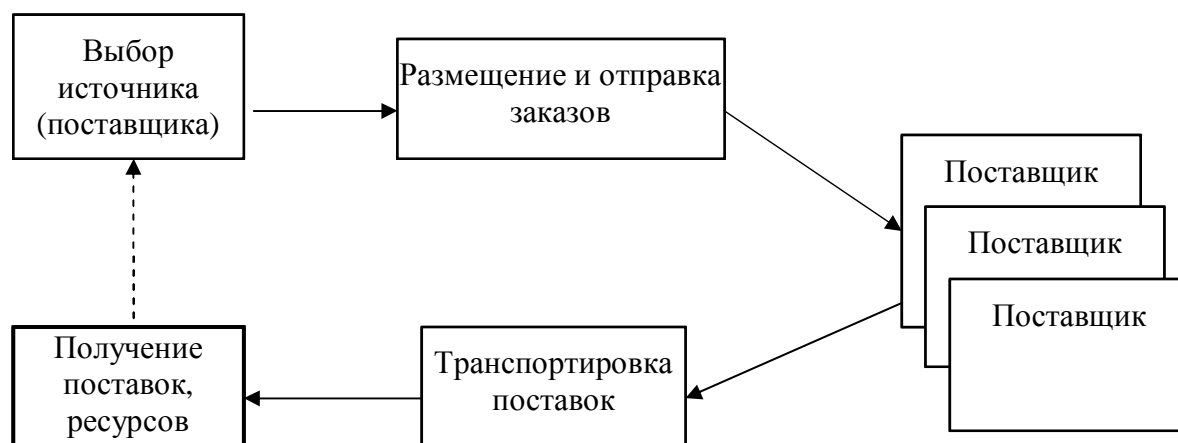 Выбор
источника
(поставщика)
Размещение и отправка
заказов
Поставщик
Поставщик
Поставщик
Транспортировка
поставок
Получение
поставок,
ресурсов